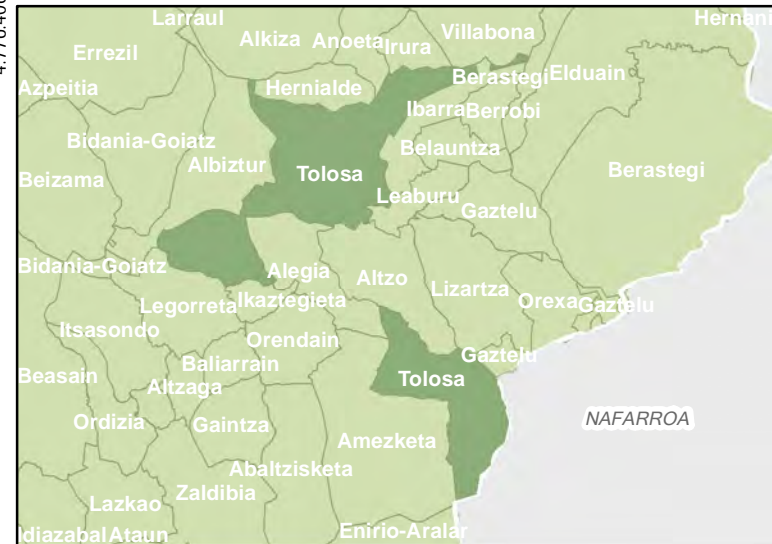 Larraul
Hernani
Errezil
Alkiza
Anoeta
Irura
Villabona
Azpeitia
Hernialde
Berastegi
Elduain
Ibarra
Berrobi
Bidania-Goiatz
Albiztur
Belauntza
Beizama
Tolosa
Berastegi
Leaburu
Gaztelu
Bidania-Goiatz
Alegia
Altzo
Legorreta
Ikaztegieta
Lizartza
Orexa
Gaztelu
Itsasondo
Orendain
Baliarrain
Gaztelu
Beasain
Altzaga
Tolosa
Ordizia
Gaintza
Amezketa
NAFARROA
Abaltzisketa
Zaldibia
Lazkao
Idiazabal
Ataun
Enirio-Aralar